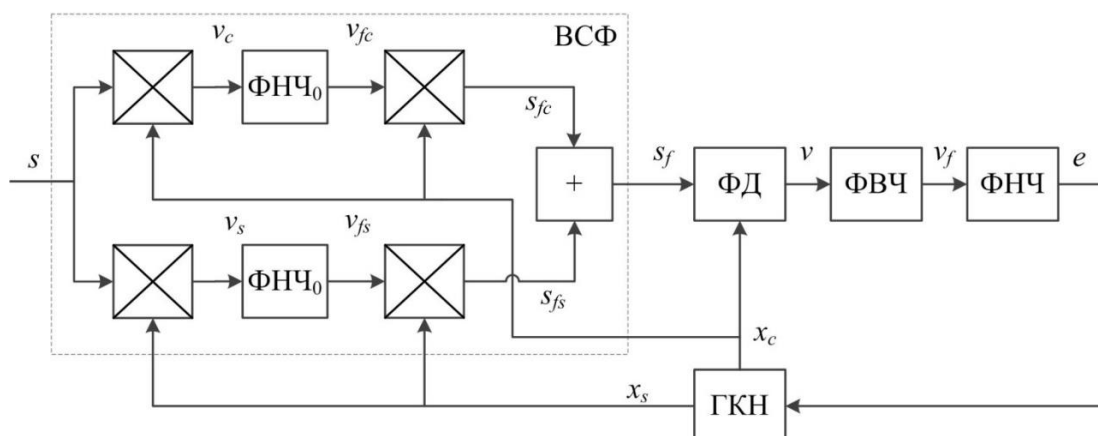 ВСФ
v_c
v_fc
ФНЧ₀
s_fc
s
+
s_f
ФД
v
ФВЧ
v_f
ФНЧ
e
v_s
v_fs
ФНЧ₀
s_fs
x_c
x_s
ГКН